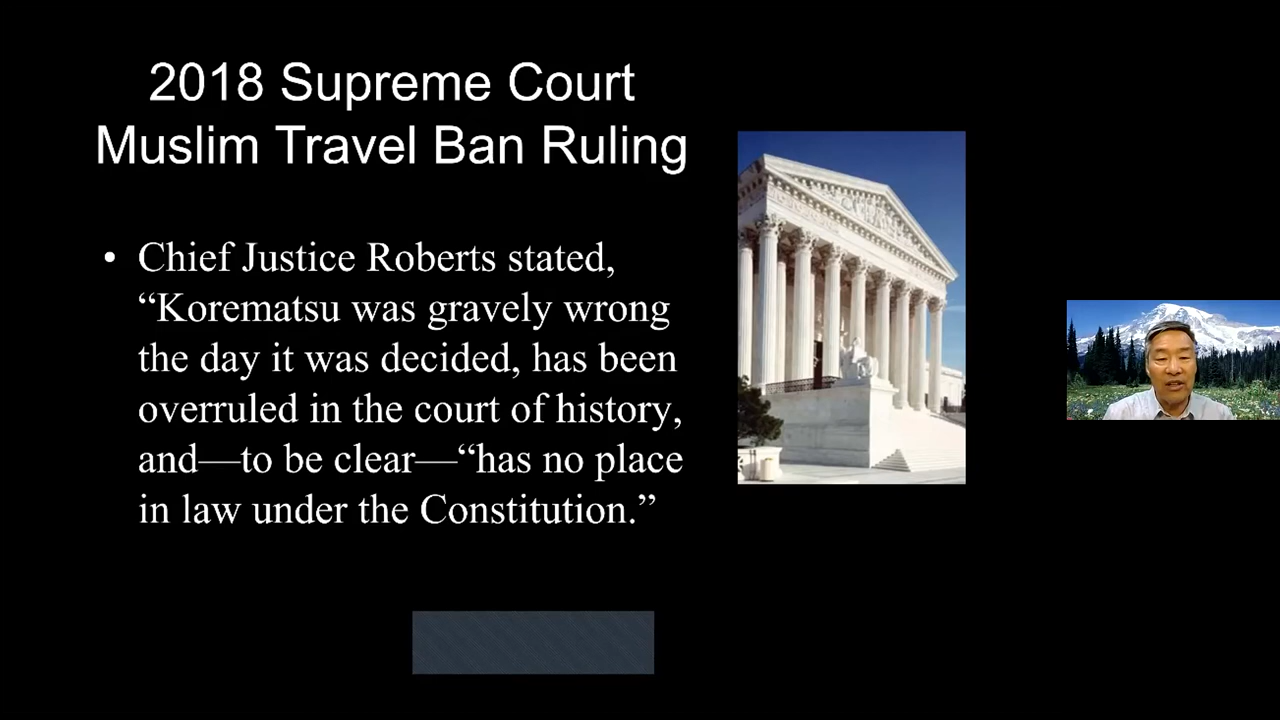 2018 Supreme Court
Muslim Travel Ban Ruling
• Chief Justice Roberts stated,
“Korematsu was gravely wrong
the day it was decided, has been
overruled in the court of history,
and—to be clear—“has no place
in law under the Constitution.”